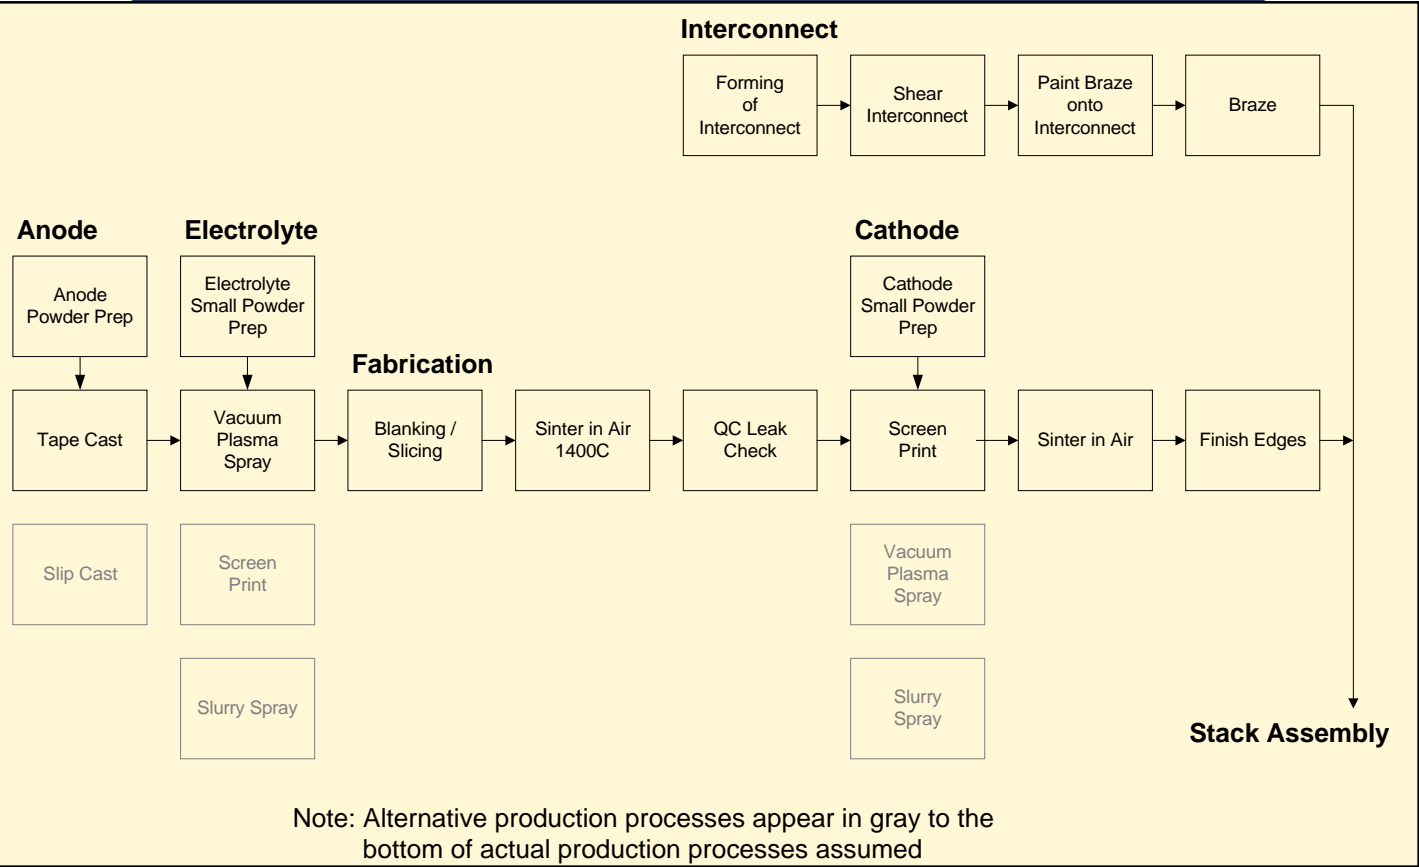 Interconnect
Forming
of
Interconnect
Shear
Interconnect
Paint Braze
onto
Interconnect
Braze
Anode
Electrolyte
Cathode
Anode
Powder Prep
Electrolyte
Small Powder
Prep
Cathode
Small Powder
Prep
Fabrication
Tape Cast
Vacuum
Plasma
Spray
Blanking /
Slicing
Sinter in Air
1400C
QC Leak
Check
Screen
Print
Sinter in Air
Finish Edges
Slip Cast
Screen
Print
Vacuum
Plasma
Spray
Slurry Spray
Slurry
Spray
Stack Assembly
Note: Alternative production processes appear in gray to the
bottom of actual production processes assumed